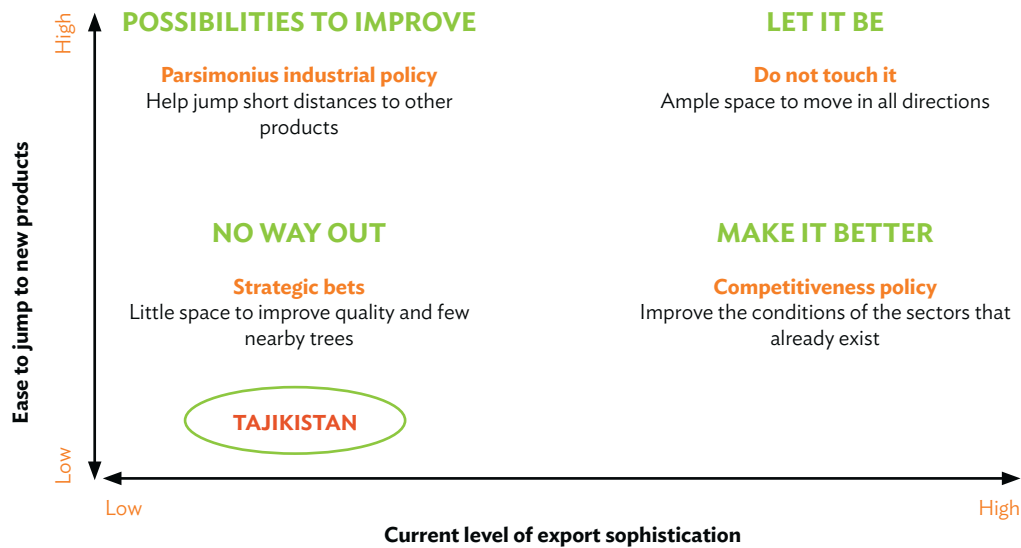 High
POSSIBILITIES TO IMPROVE
LET IT BE
Parsimonius industrial policy
Help jump short distances to other
products
Do not touch it
Ample space to move in all directions
Ease to jump to new products
NO WAY OUT
MAKE IT BETTER
Strategic bets
Little space to improve quality and few
nearby trees
Competitiveness policy
Improve the conditions of the sectors that
already exist
TAJIKISTAN
Low
Low
High
Current level of export sophistication